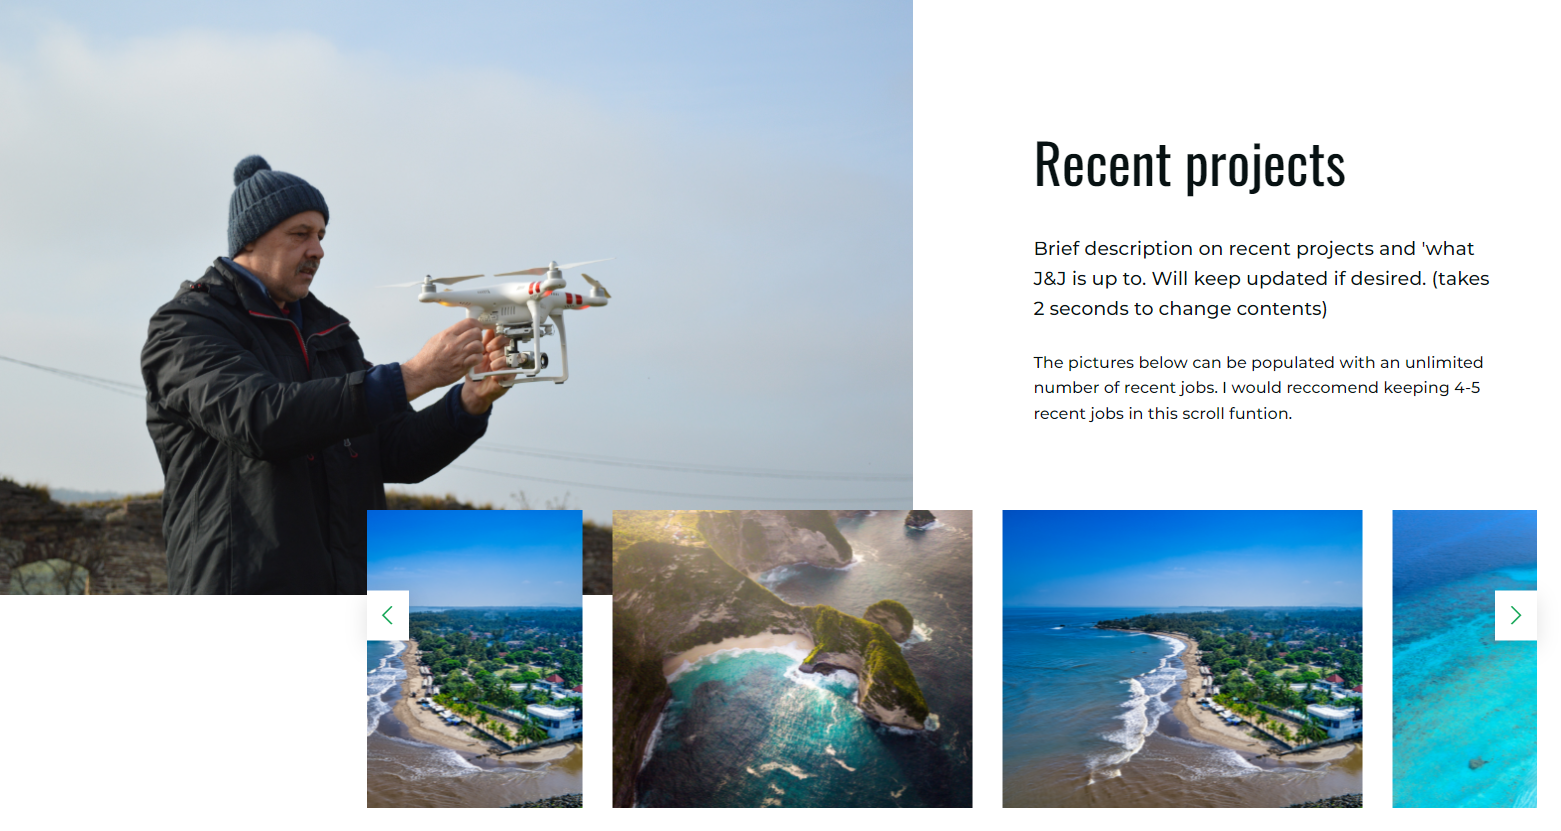 Recent projects
Brief description on recent projects and 'what
J&J is up to. Will keep updated if desired. (takes
2 seconds to change contents)
The pictures below can be populated with an unlimited
number of recent jobs. I would reccomend keeping 4-5
recent jobs in this scroll funtion.